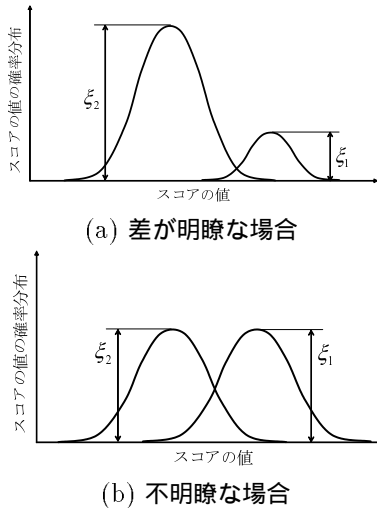 スコアの値の確率分布
ξ2
ξ1
スコアの値
(a) 差が明瞭な場合
スコアの値の確率分布
ξ2
ξ1
スコアの値
(b) 不明瞭な場合